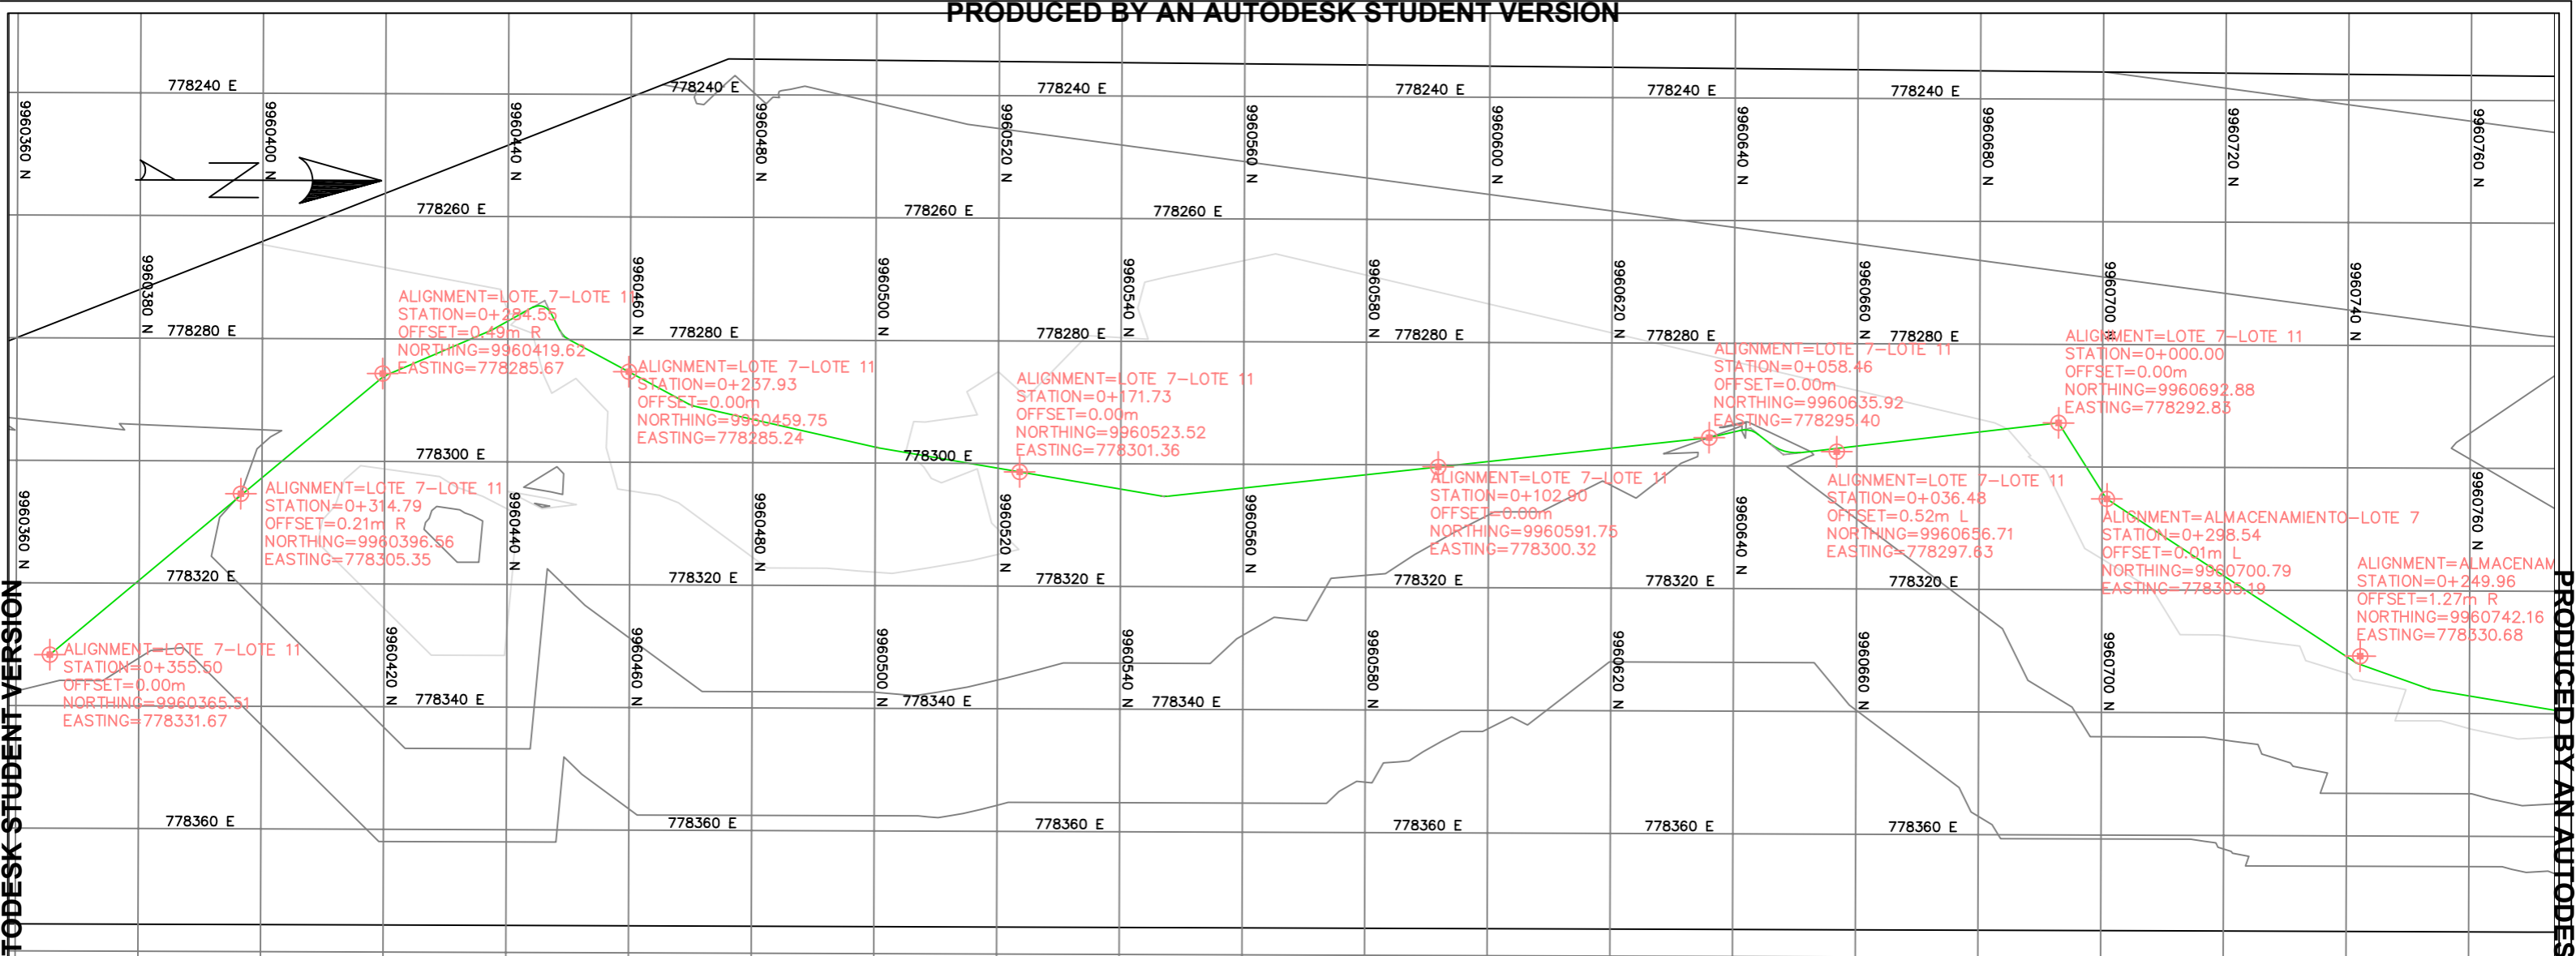 PRODUCED BY AN AUTODESK STUDENT VERSION
778240 E
778240 E
778240 E
778240 E
778240 E
778240 E
9960360 N
9960400 N
9960440 N
9960480 N
9960520 N
9960560 N
9960600 N
9960640 N
9960680 N
9960720 N
9960760 N
N
778260 E
778260 E
778260 E
9960380 N
9960460 N
9960500 N
9960540 N
9960580 N
9960620 N
9960660 N
9960700 N
9960740 N
778280 E
778280 E
778280 E
778280 E
778280 E
778280 E
ALIGNMENT=LOTE 7-LOTE 11
STATION=0+284.55
OFFSET=0.49m R
NORTHING=9960419.62
EASTING=778285.67
ALIGNMENT=LOTE 7-LOTE 11
STATION=0+237.93
OFFSET=0.00m
NORTHING=9960459.75
EASTING=778285.24
ALIGNMENT=LOTE 7-LOTE 11
STATION=0+171.73
OFFSET=0.00m
NORTHING=9960523.52
EASTING=778301.36
ALIGNMENT=LOTE 7-LOTE 11
STATION=0+058.46
OFFSET=0.00m
NORTHING=9960635.92
EASTING=778295.40
ALIGNMENT=LOTE 7-LOTE 11
STATION=0+000.00
OFFSET=0.00m
NORTHING=9960692.88
EASTING=778292.83
778300 E
778300 E
ALIGNMENT=LOTE 7-LOTE 11
STATION=0+314.79
OFFSET=0.21m R
NORTHING=9960396.56
EASTING=778305.35
ALIGNMENT=LOTE 7-LOTE 11
STATION=0+102.90
OFFSET=0.00m
NORTHING=9960591.75
EASTING=778300.32
ALIGNMENT=LOTE 7-LOTE 11
STATION=0+036.48
OFFSET=0.52m L
NORTHING=9960656.71
EASTING=778297.63
ALIGNMENT=ALMACENAMIENTO-LOTE 7
STATION=0+298.54
OFFSET=0.01m L
NORTHING=9960700.79
EASTING=778305.19
ALIGNMENT=ALMACENAM
STATION=0+249.96
OFFSET=1.27m R
NORTHING=9960742.16
EASTING=778330.68
9960360 N
9960440 N
9960480 N
9960520 N
9960560 N
9960640 N
9960760 N
778320 E
778320 E
778320 E
778320 E
778320 E
778320 E
ALIGNMENT=LOTE 7-LOTE 11
STATION=0+355.50
OFFSET=0.00m
NORTHING=9960365.51
EASTING=778331.67
9960420 N
9960460 N
9960500 N
9960540 N
9960580 N
9960620 N
9960660 N
9960700 N
778340 E
778340 E
778340 E
778360 E
778360 E
778360 E
778360 E
778360 E
778360 E
TODESK STUDENT VERSION
PRODUCED BY AN AUTODES